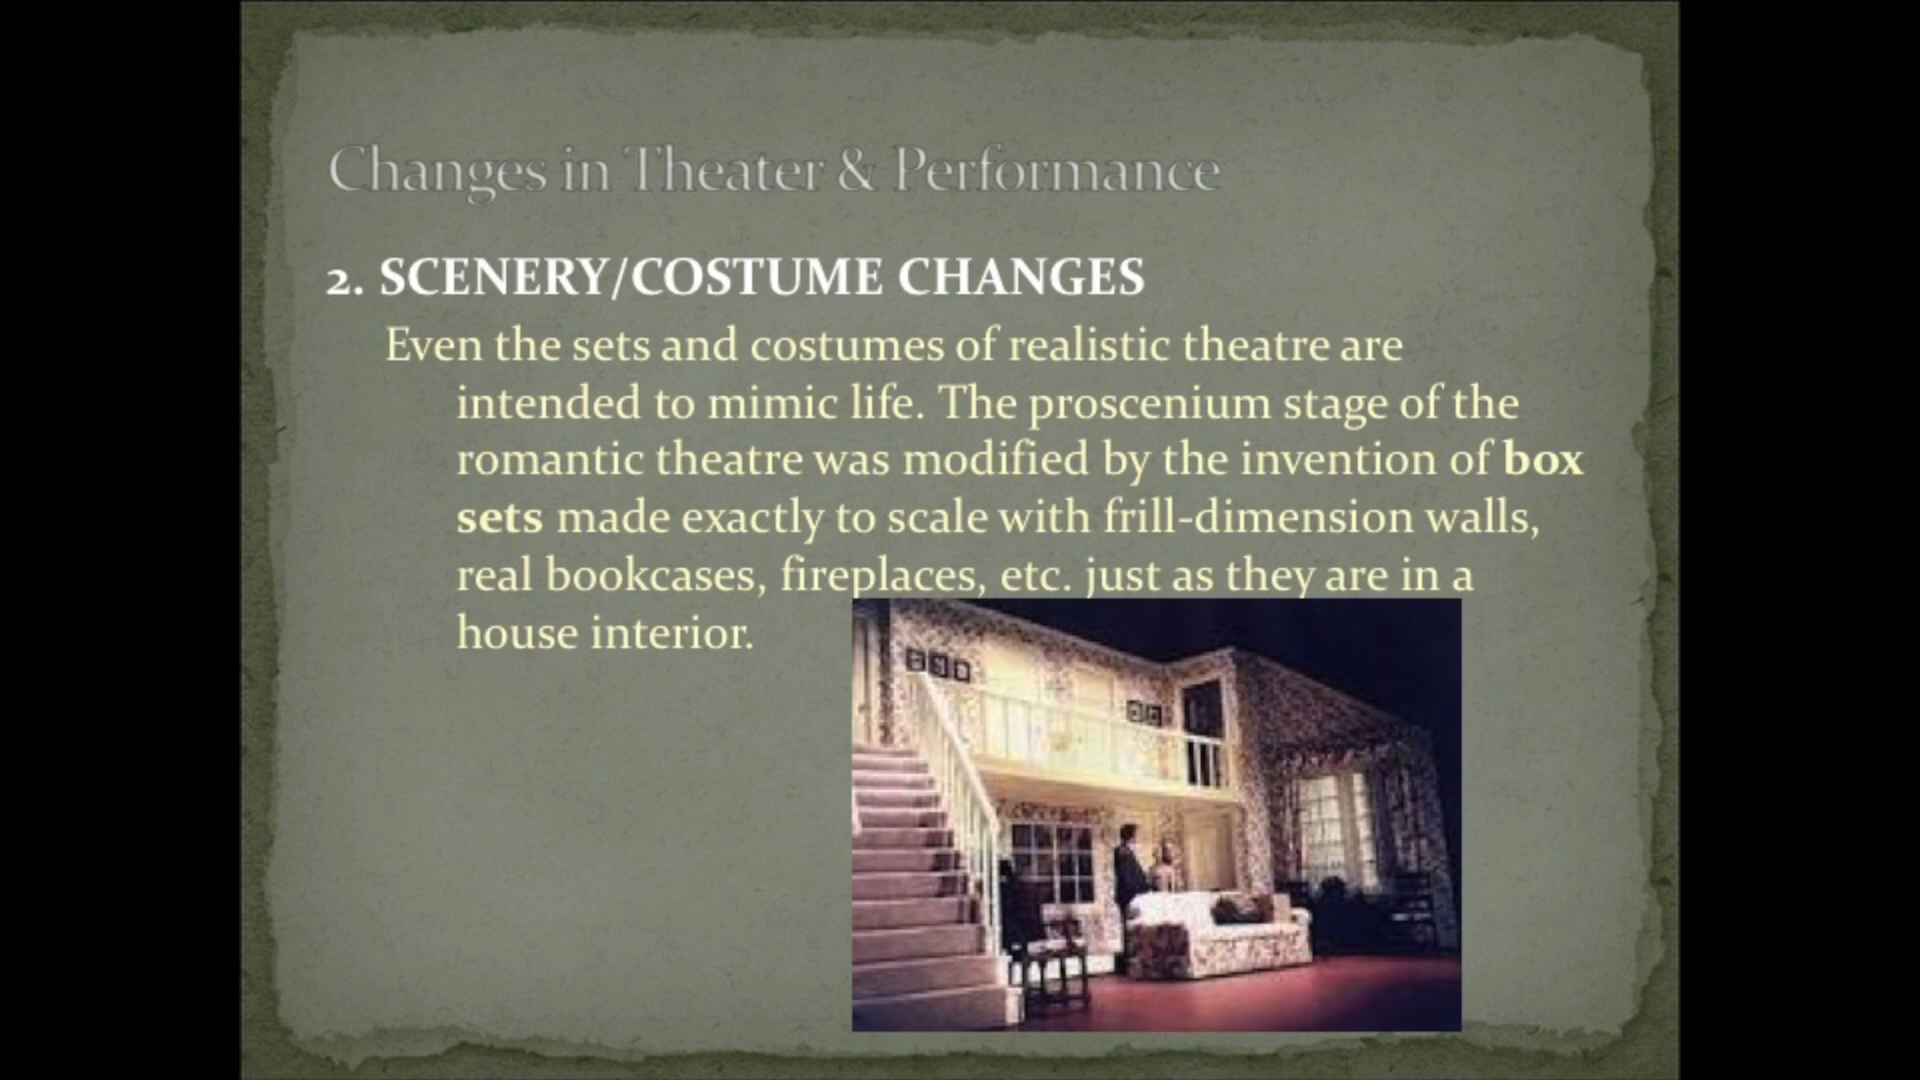 Changes in Theater & Performance
2. SCENERY/COSTUME CHANGES
Even the sets and costumes of realistic theatre are
intended to mimic life. The proscenium stage of the
romantic theatre was modified by the invention of box
sets made exactly to scale with frill-dimension walls,
real bookcases, fireplaces, etc. just as they are in a
house interior.